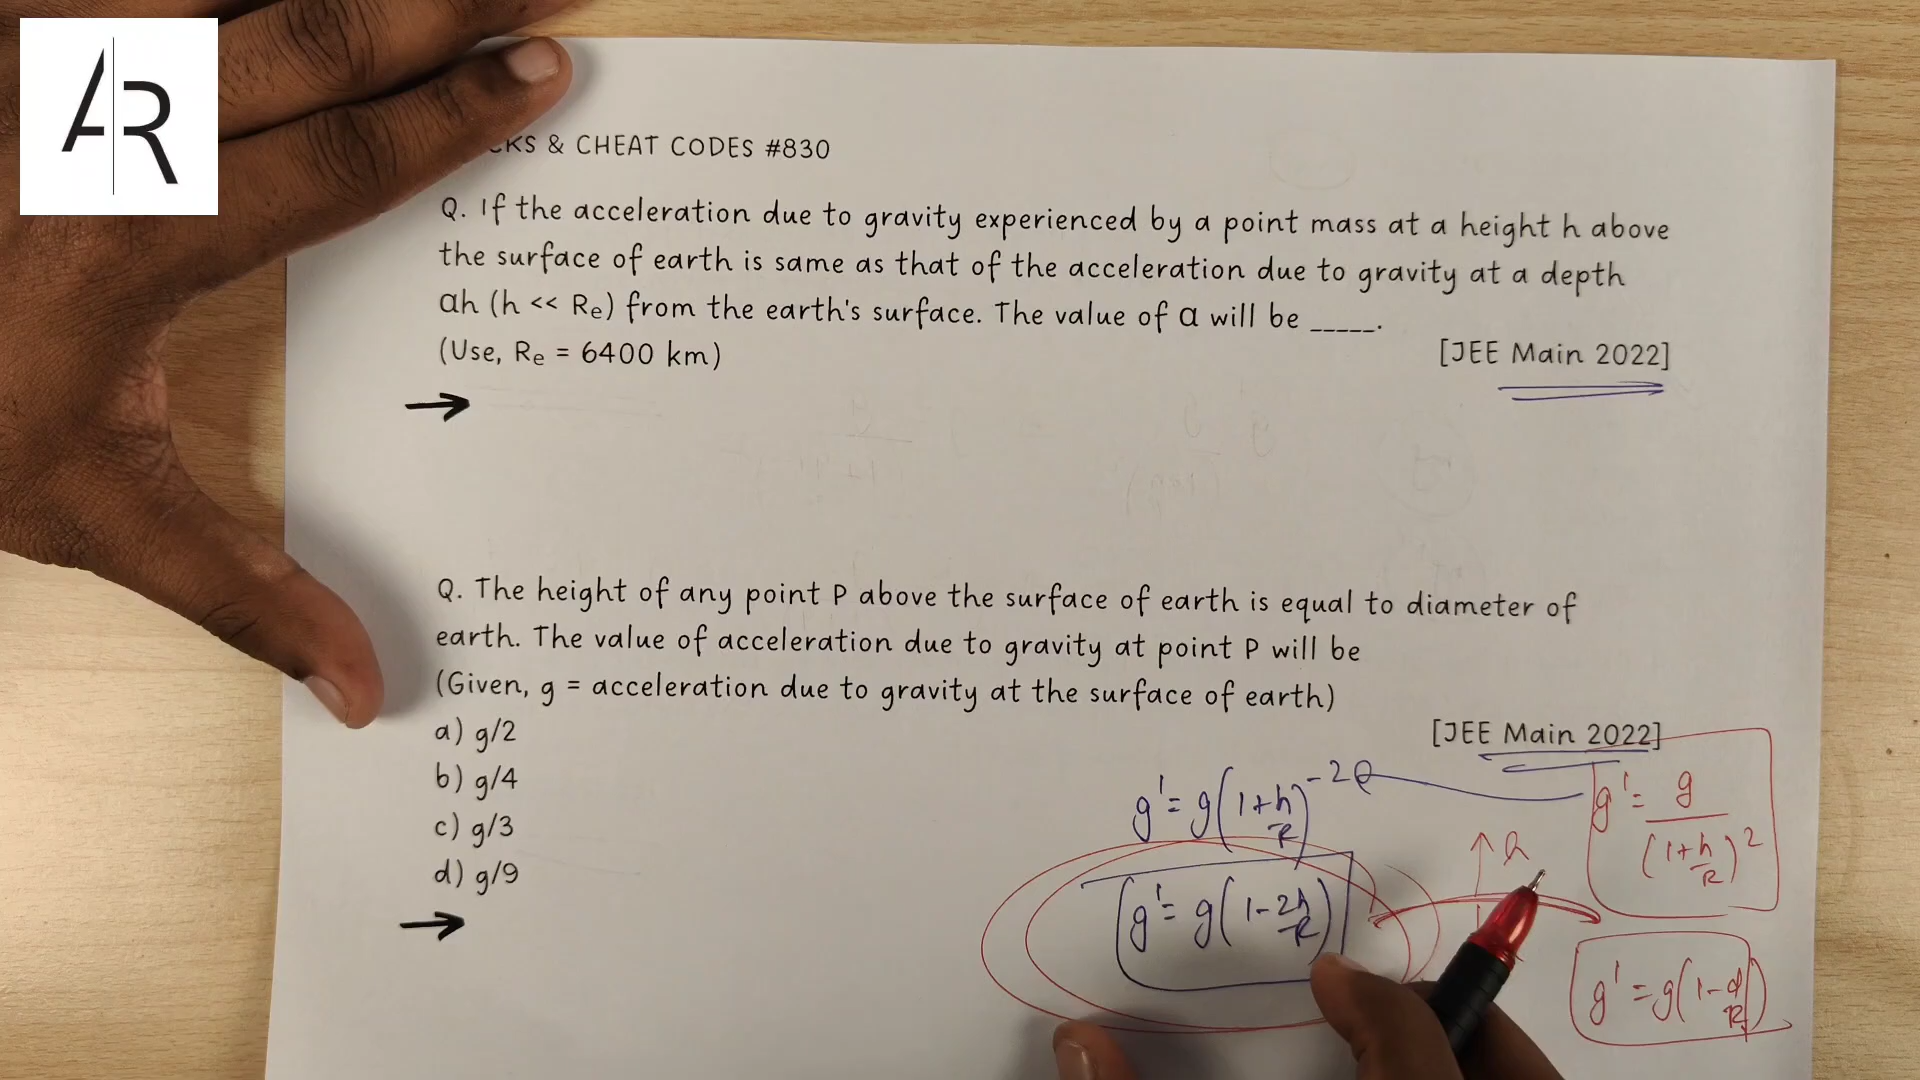 AR
CKS & CHEAT CODES #830
Q. If the acceleration due to gravity experienced by a point mass at a height h above
the surface of earth is same as that of the acceleration due to gravity at a depth
αh (h << Re) from the earth's surface. The value of α will be _____.
(Use, Re = 6400 km)
[JEE Main 2022]
Q. The height of any point P above the surface of earth is equal to diameter of
earth. The value of acceleration due to gravity at point P will be
(Given, g = acceleration due to gravity at the surface of earth)
a) g/2
[JEE Main 2022]
b) g/4
c) g/3
d) g/9
g' = g(1+h/R)^-2
g' = g/(1+h/R)^2
h
g' = g(1-2h/R)
g' = g(1-d/R)